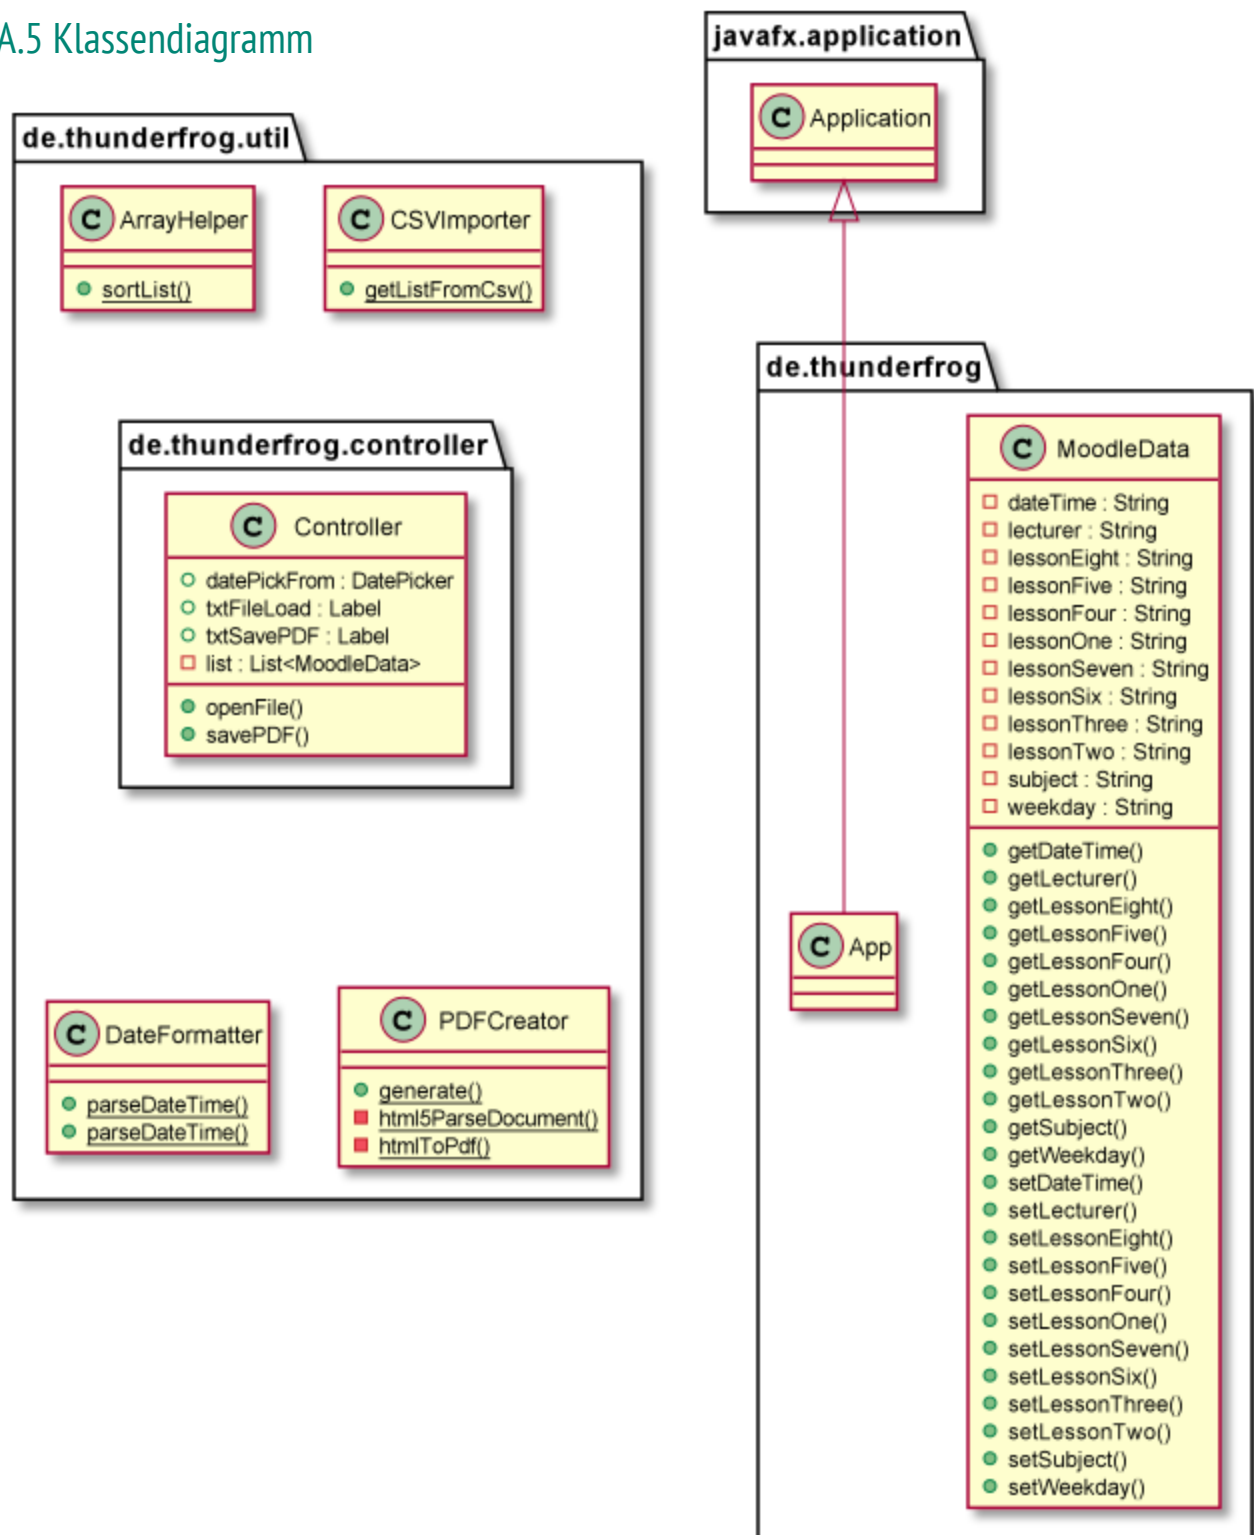 A.5 Klassendiagramm
de.thunderfrog.util
C ArrayHelper
sortList()
C CSVImporter
getListFromCsv()
de.thunderfrog.controller
C Controller
datePickFrom : DatePicker
txtFileLoad : Label
txtSavePDF : Label
list : List<MoodleData>
openFile()
savePDF()
C DateFormatter
parseDateTime()
parseDateTime()
C PDFCreator
generate()
html5ParseDocument()
htmlToPdf()
javafx.application
C Application
de.thunderfrog
C App
C MoodleData
dateTime : String
lecturer : String
lessonEight : String
lessonFive : String
lessonFour : String
lessonOne : String
lessonSeven : String
lessonSix : String
lessonThree : String
lessonTwo : String
subject : String
weekday : String
getDateTime()
getLecturer()
getLessonEight()
getLessonFive()
getLessonFour()
getLessonOne()
getLessonSeven()
getLessonSix()
getLessonThree()
getLessonTwo()
getSubject()
getWeekday()
setDateTime()
setLecturer()
setLessonEight()
setLessonFive()
setLessonFour()
setLessonOne()
setLessonSeven()
setLessonSix()
setLessonThree()
setLessonTwo()
setSubject()
setWeekday()